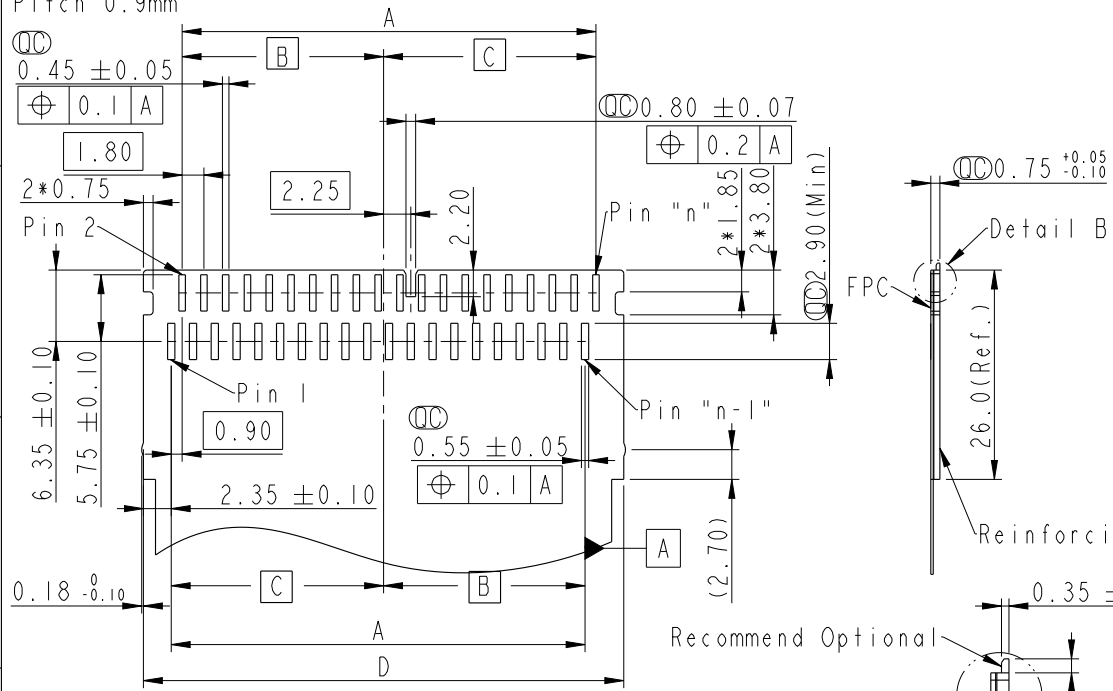 Pitch 0.9mm
A
QC
B
C
0.45 ±0.05
⌖ 0.1 A
QC 0.80 ±0.07
⌖ 0.2 A
1.80
2*0.75
2.25
2.20
2*1.85
2*3.80
QC 2.90(Min)
QC 0.75 +0.05 -0.10
Pin 2
Pin "n"
Detail B
FPC
6.35 ±0.10
5.75 ±0.10
Pin 1
0.90
QC
0.55 ±0.05
⌖ 0.1 A
Pin "n-1"
26.0(Ref.)
2.35 ±0.10
(2.70)
A
Reinforci
0.18 0 -0.10
C
B
0.35 ±
A
Recommend Optional
D